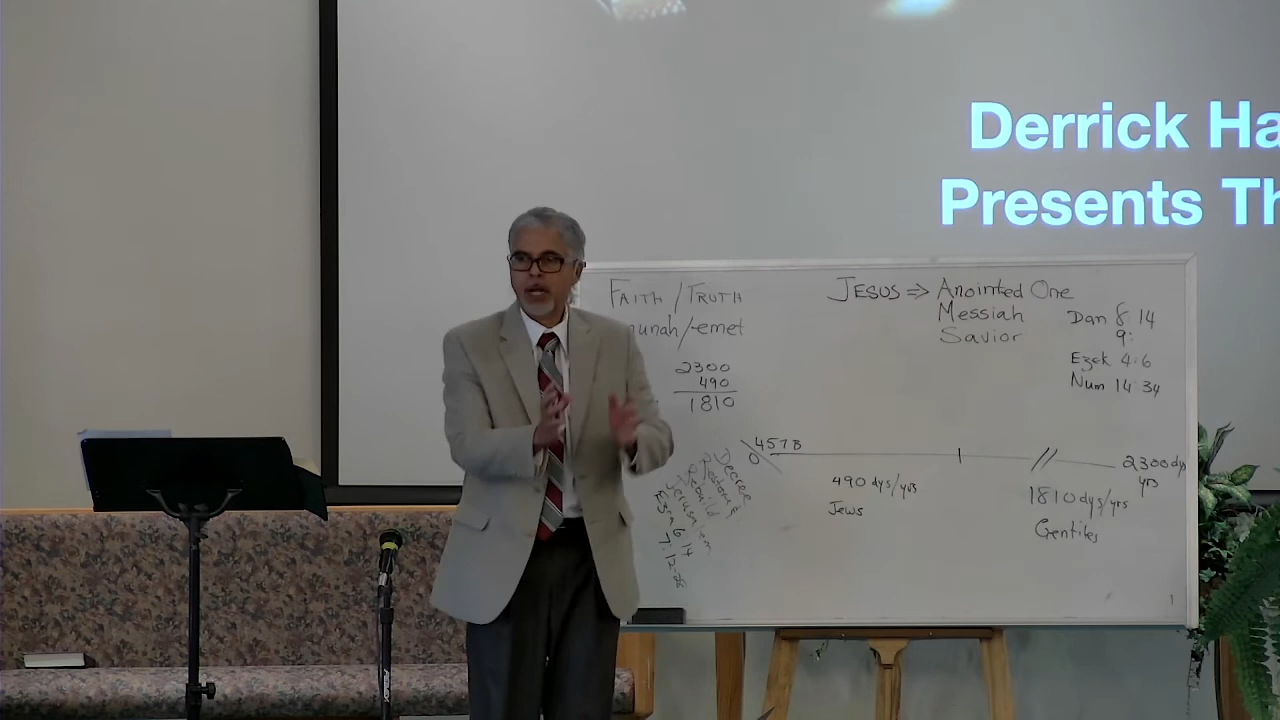 Derrick Ha
Presents Th
FAITH / TRUTH
unah/emet
2300
490
1810
JESUS ⇒ Anointed One
Messiah
Savior
Dan 8 14
9:
Ezek 4:6
Num 14 34
457B
0
490 dys/yrs
Jews
2300 dys
yrs
1810 dys/yrs
Gentiles
Decree
Restore &
Rebuild
Jerusalem
Ezra 6:14
7:12-26